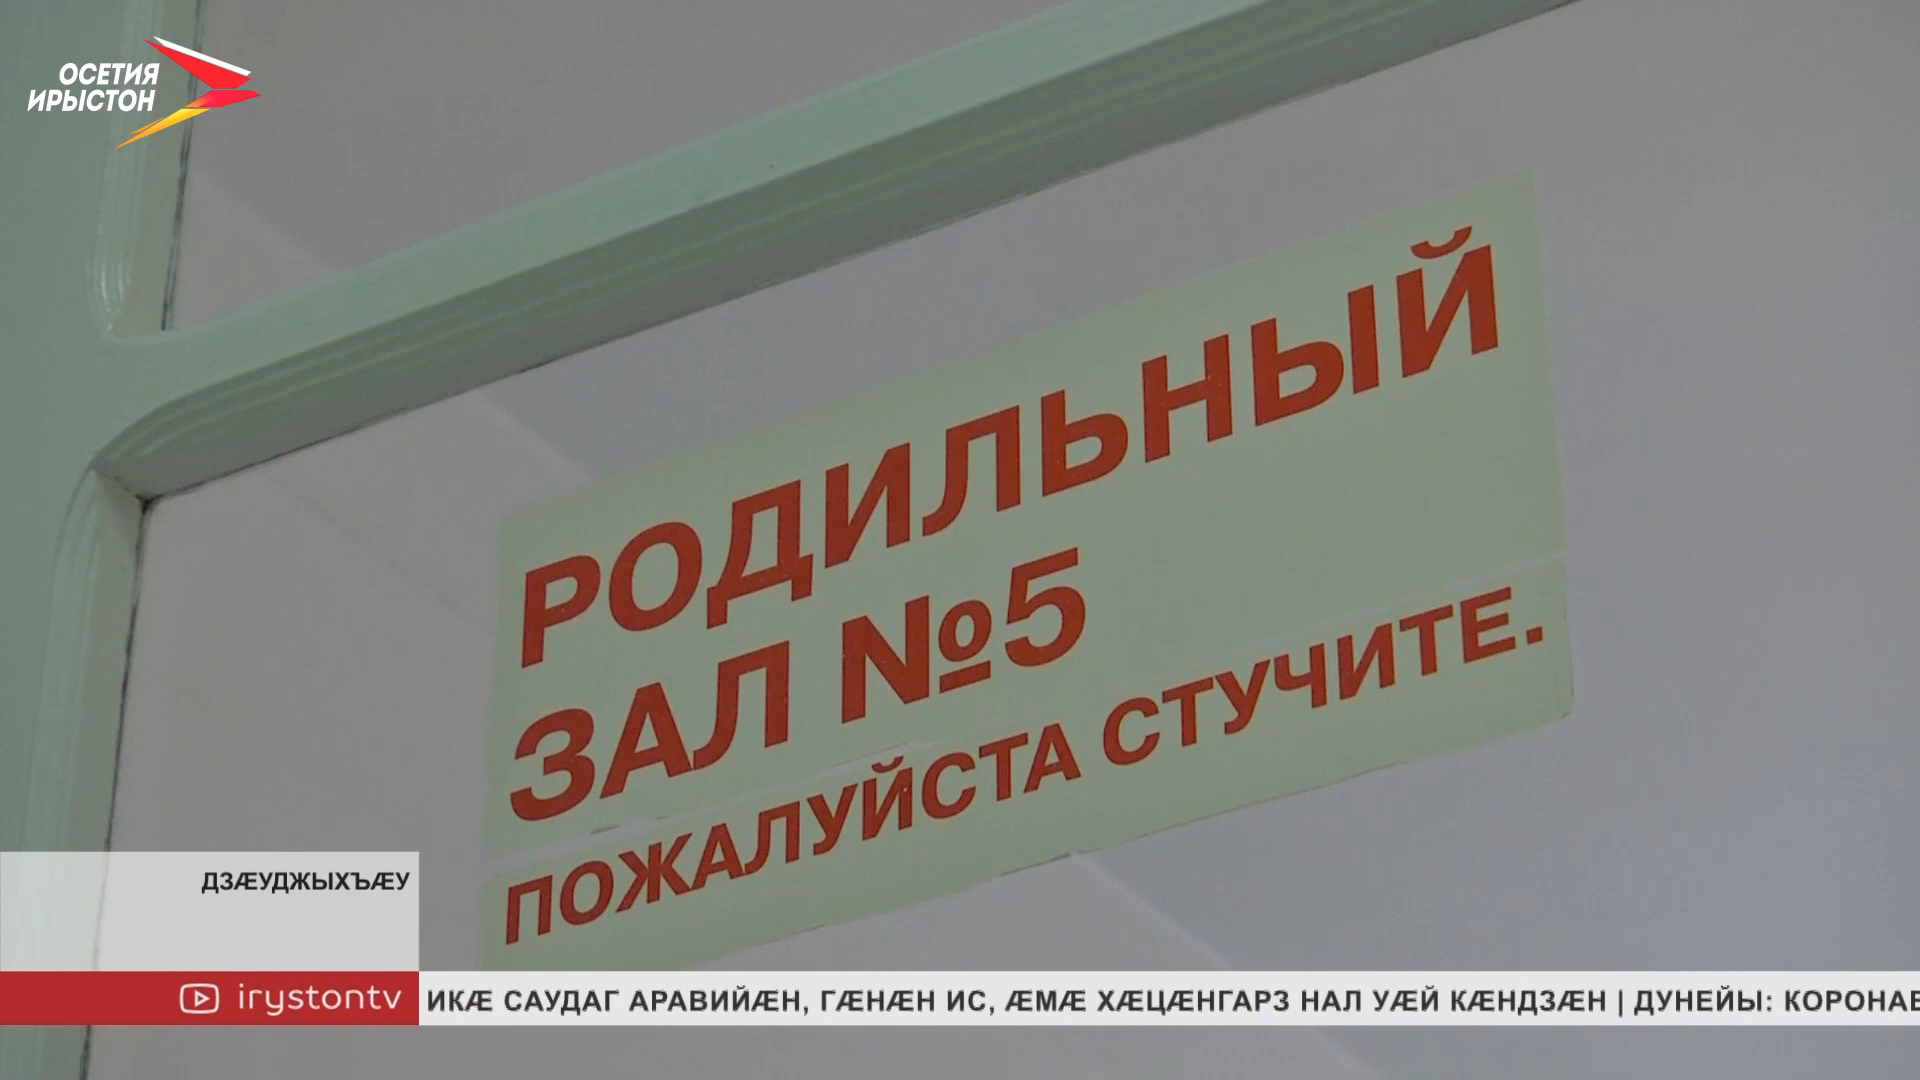 ОСЕТИЯ
ИРЫСТОН
РОДИЛЬНЫЙ
ЗАЛ №5
ПОЖАЛУЙСТА СТУЧИТЕ.
ДЗÆУДЖЫХЪÆУ
irystontv
ИКÆ САУДАГ АРАВИЙÆН, ГÆНÆН ИС, ÆМÆ ХÆЦÆНГАРЗ НАЛ УÆЙ КÆНДЗÆН | ДУНЕЙЫ: КОРОНАВ